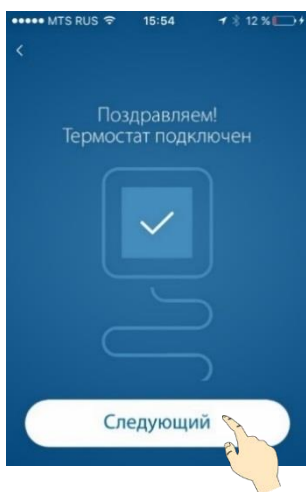 MTS RUS 15:54 12 %
Поздравляем!
Термостат подключен
Следующий